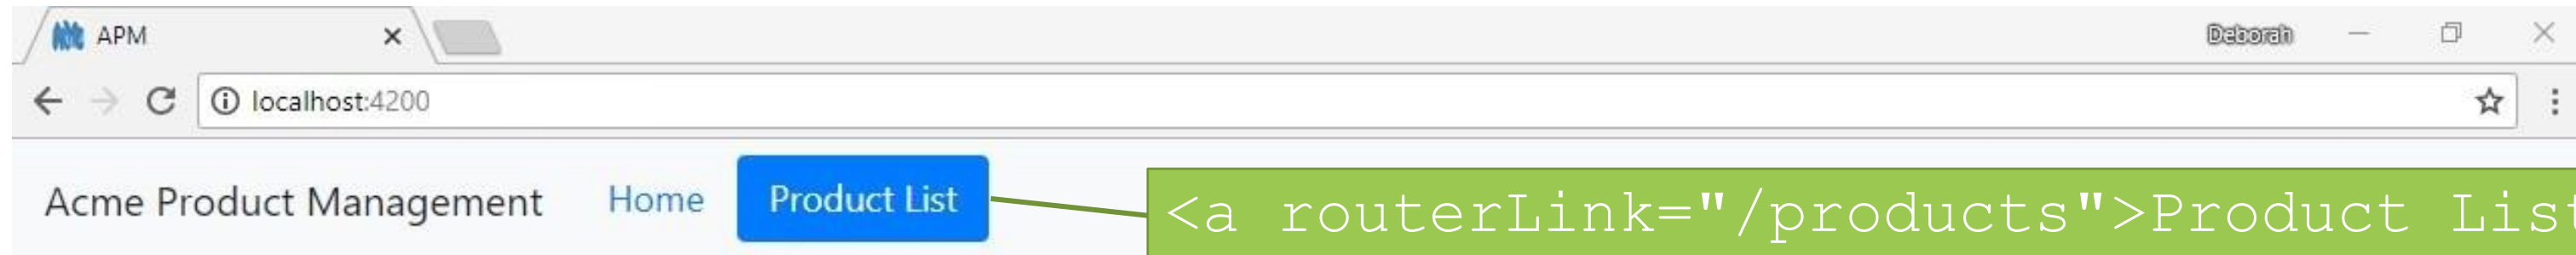 APM
Deborah
localhost:4200
Acme Product Management Home Product List
<a routerLink="/products">Product List